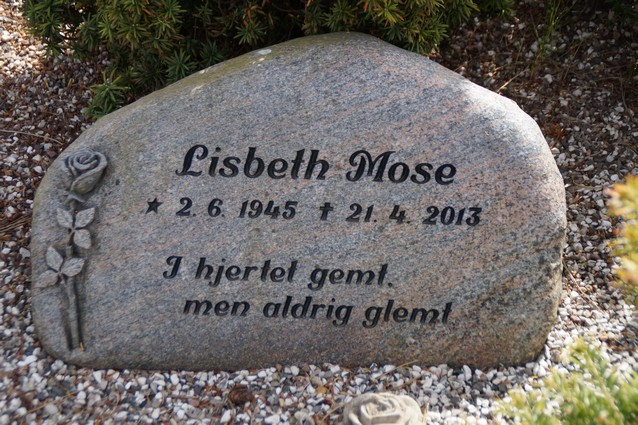 Lisbeth Mose
★ 2. 6. 1945 ✝ 21. 4. 2013
I hjertet gemt.
men aldrig glemt